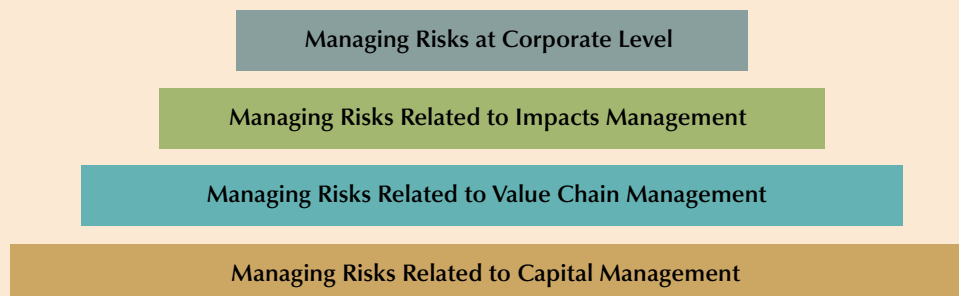 Managing Risks at Corporate Level
Managing Risks Related to Impacts Management
Managing Risks Related to Value Chain Management
Managing Risks Related to Capital Management